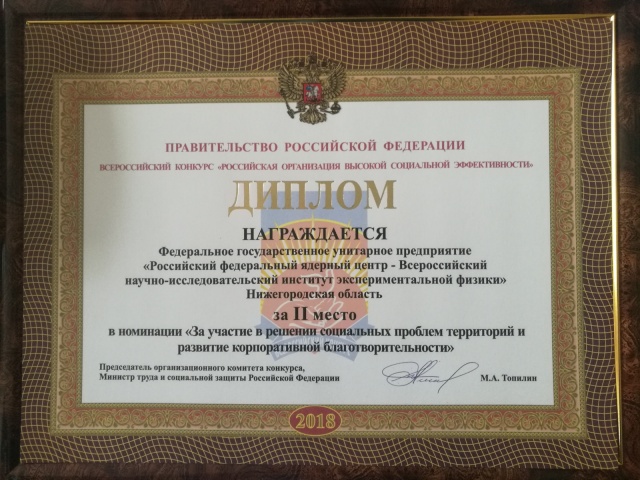 ПРАВИТЕЛЬСТВО РОССИЙСКОЙ ФЕДЕРАЦИИ
ВСЕРОССИЙСКИЙ КОНКУРС «РОССИЙСКАЯ ОРГАНИЗАЦИЯ ВЫСОКОЙ СОЦИАЛЬНОЙ ЭФФЕКТИВНОСТИ»
ДИПЛОМ
НАГРАЖДАЕТСЯ
Федеральное государственное унитарное предприятие
«Российский федеральный ядерный центр - Всероссийский
научно-исследовательский институт экспериментальной физики»
Нижегородская область
за II место
в номинации «За участие в решении социальных проблем территорий и
развитие корпоративной благотворительности»
Председатель организационного комитета конкурса,
Министр труда и социальной защиты Российской Федерации
М.А. Топилин
2018